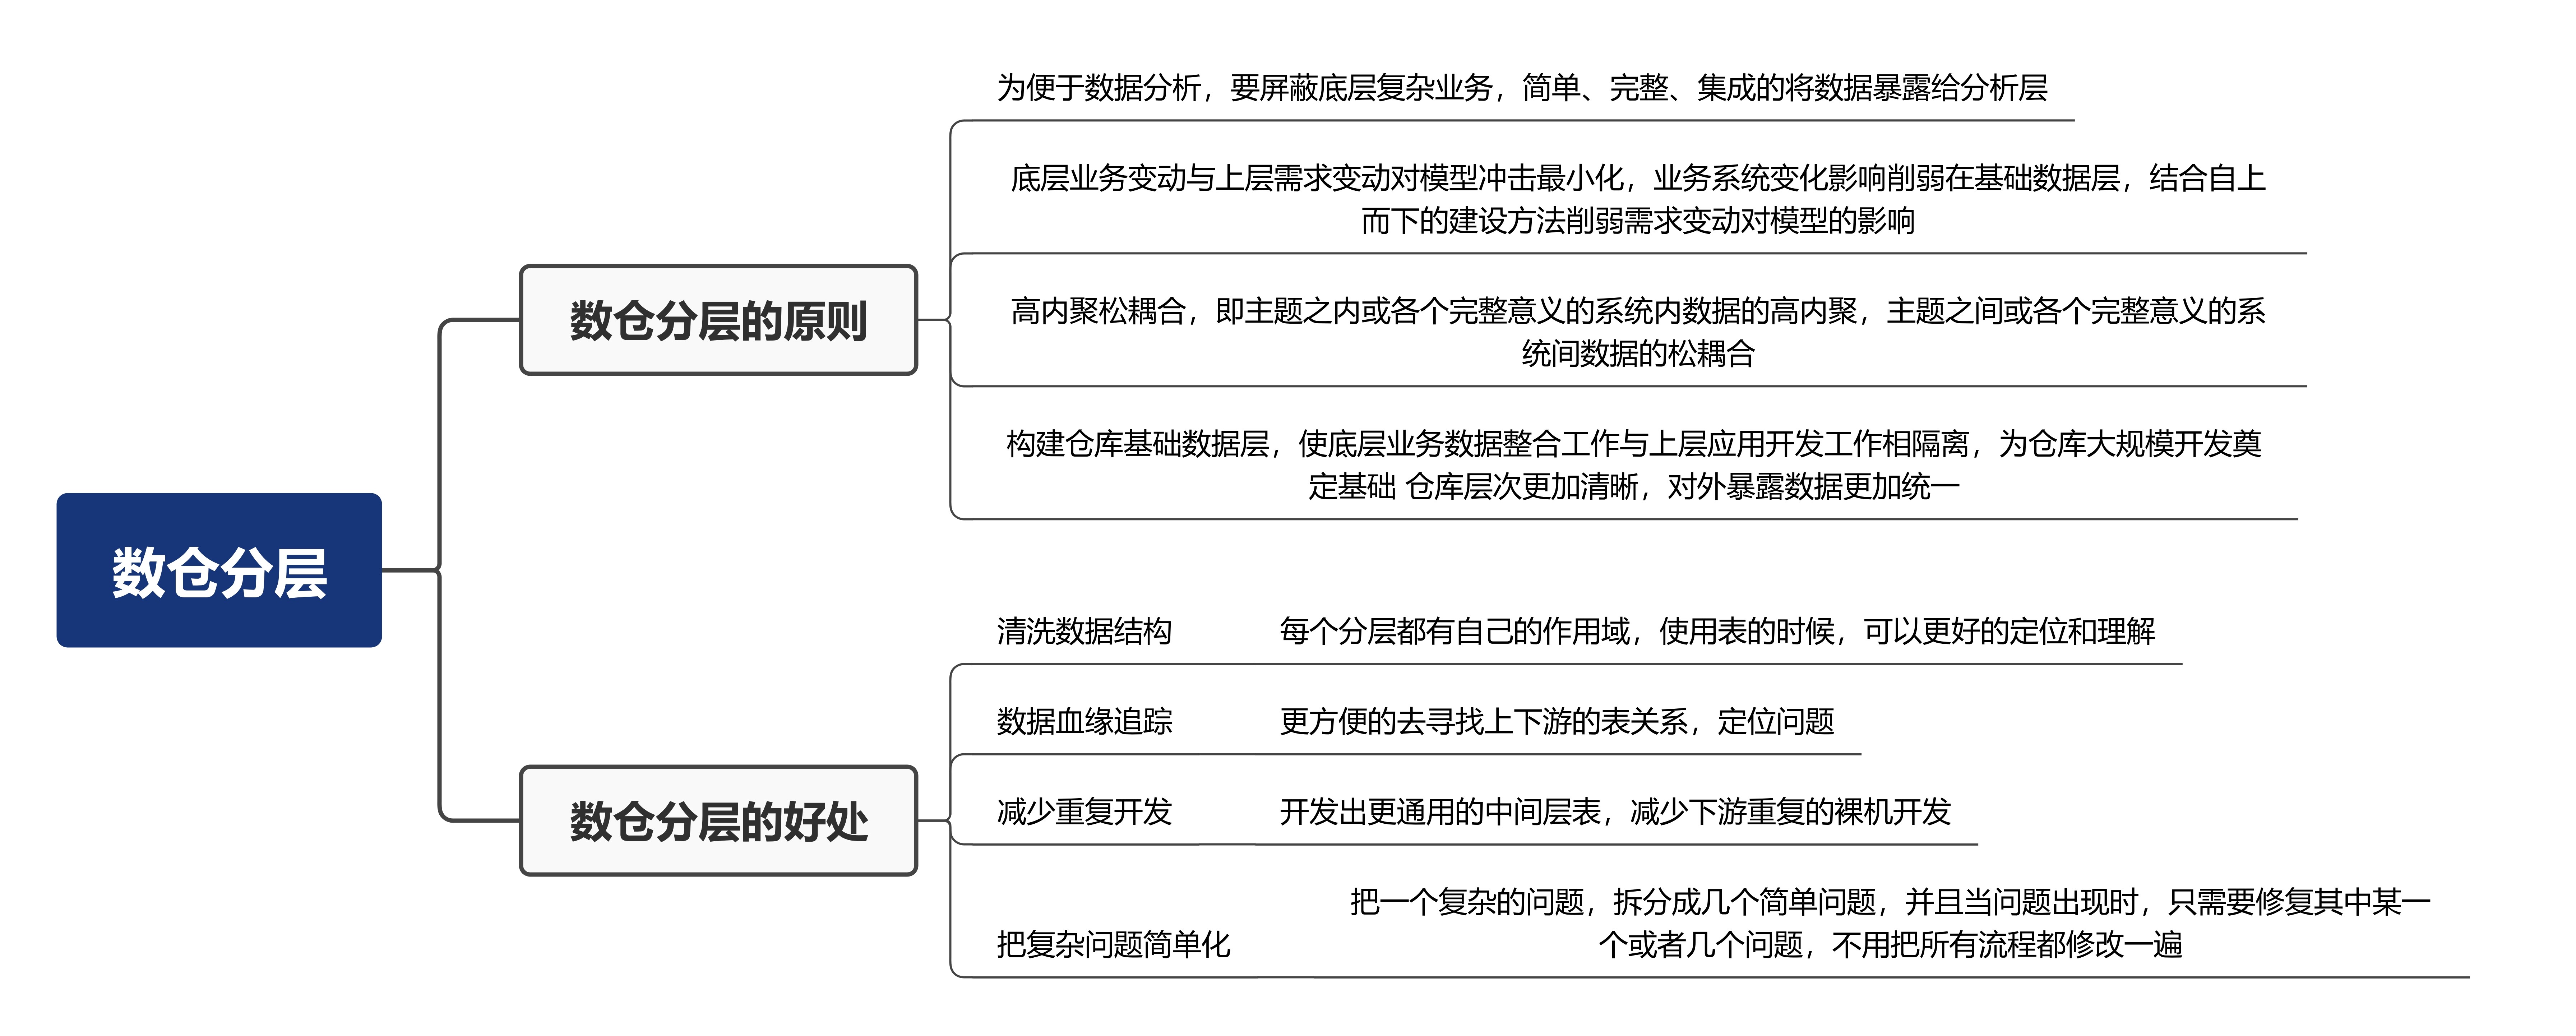 为便于数据分析，要屏蔽底层复杂业务，简单、完整、集成的将数据暴露给分析层
底层业务变动与上层需求变动对模型冲击最小化，业务系统变化影响削弱在基础数据层，结合自上
而下的建设方法削弱需求变动对模型的影响
数仓分层的原则
高内聚松耦合，即主题之内或各个完整意义的系统内数据的高内聚，主题之间或各个完整意义的系
统间数据的松耦合
构建仓库基础数据层，使底层业务数据整合工作与上层应用开发工作相隔离，为仓库大规模开发奠
定基础 仓库层次更加清晰，对外暴露数据更加统一
数仓分层
清洗数据结构 每个分层都有自己的作用域，使用表的时候，可以更好的定位和理解
数据血缘追踪 更方便的去寻找上下游的表关系，定位问题
数仓分层的好处
减少重复开发 开发出更通用的中间层表，减少下游重复的裸机开发
把一个复杂的问题，拆分成几个简单问题，并且当问题出现时，只需要修复其中某一
把复杂问题简单化 个或者几个问题，不用把所有流程都修改一遍